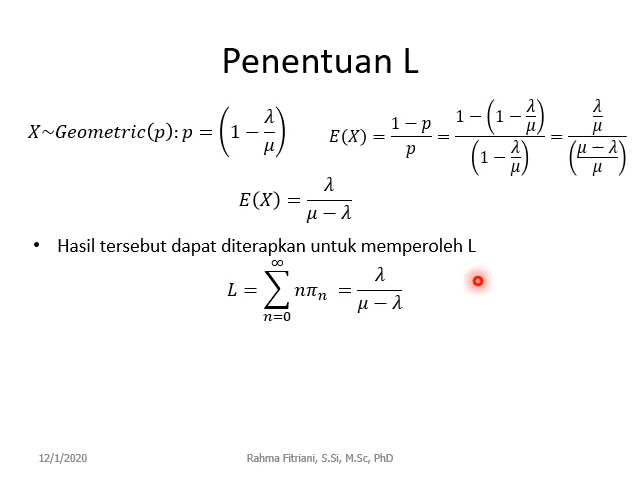 Penentuan L
X~Geometric(p): p = (1 − λ/μ)
E(X) = (1 − p)/p = (1 − (1 − λ/μ))/((1 − λ/μ)) = (λ/μ)/(((μ − λ)/μ))
E(X) = λ/(μ − λ)
• Hasil tersebut dapat diterapkan untuk memperoleh L
L = ∑_{n=0}^{∞} nπₙ = λ/(μ − λ)
12/1/2020 Rahma Fitriani, S.Si, M.Sc, PhD